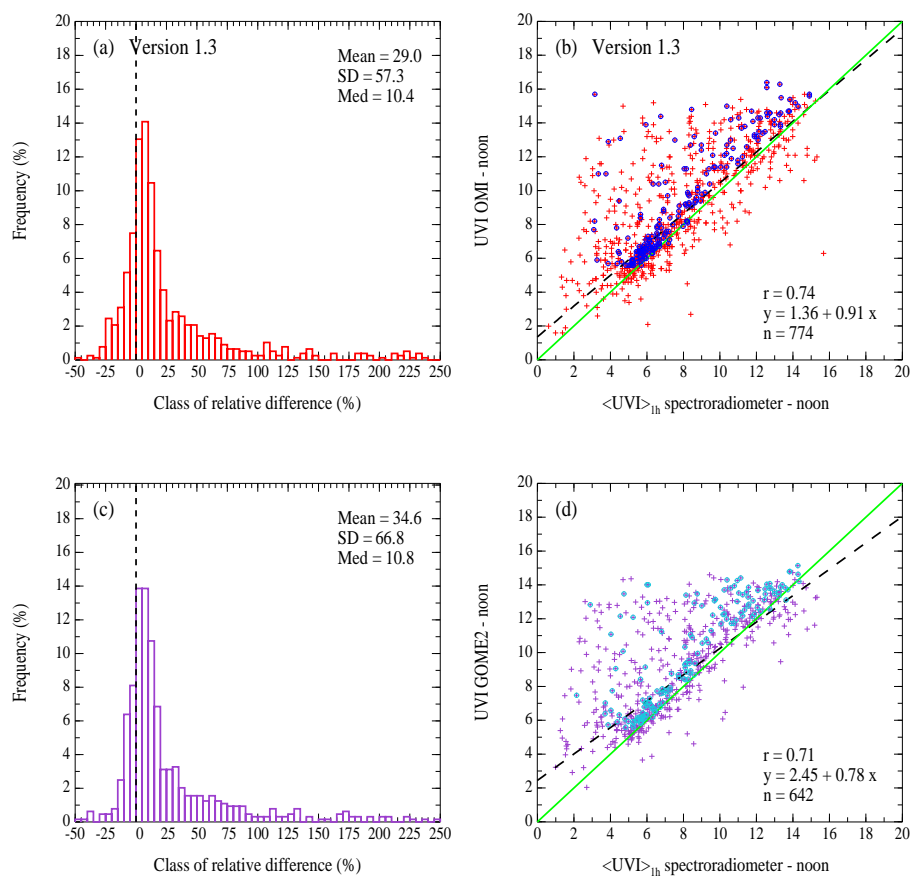 (a) Version 1.3
Mean = 29.0
SD = 57.3
Med = 10.4
20
18
16
14
12
10
8
6
4
2
0
-50 -25 0 25 50 75 100 125 150 175 200 225 250
Frequency (%)
Class of relative difference (%)
(b) Version 1.3
20
18
16
14
12
10
8
6
4
2
0
0 2 4 6 8 10 12 14 16 18 20
UVI OMI - noon
r = 0.74
y = 1.36 + 0.91 x
n = 774
<UVI>1h spectroradiometer - noon
(c)
Mean = 34.6
SD = 66.8
Med = 10.8
20
18
16
14
12
10
8
6
4
2
0
-50 -25 0 25 50 75 100 125 150 175 200 225 250
Frequency (%)
Class of relative difference (%)
(d)
20
18
16
14
12
10
8
6
4
2
0
0 2 4 6 8 10 12 14 16 18 20
UVI GOME2 - noon
r = 0.71
y = 2.45 + 0.78 x
n = 642
<UVI>1h spectroradiometer - noon